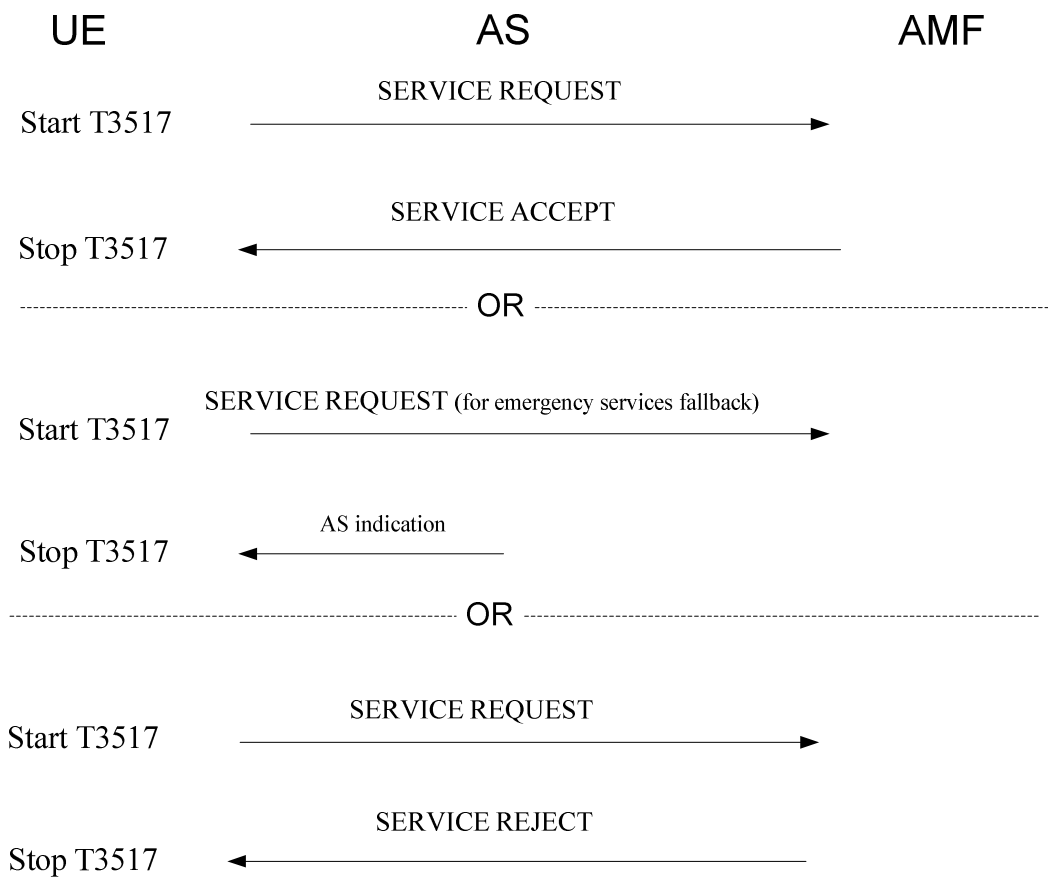 UE AS AMF
SERVICE REQUEST
Start T3517
SERVICE ACCEPT
Stop T3517
OR
SERVICE REQUEST (for emergency services fallback)
Start T3517
AS indication
Stop T3517
OR
SERVICE REQUEST
Start T3517
SERVICE REJECT
Stop T3517